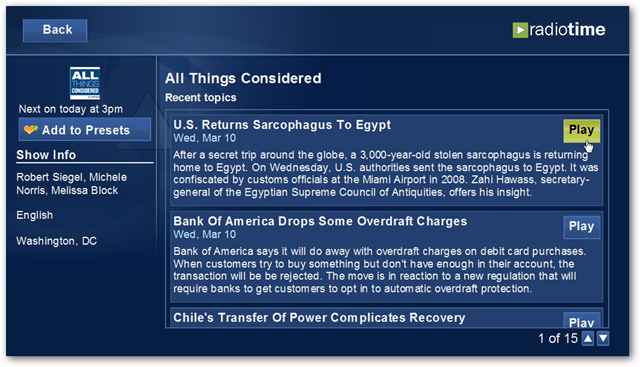 Back
radiotime
ALL
THINGS
CONSIDERED
Next on today at 3pm
Add to Presets
Show Info
Robert Siegel, Michele
Norris, Melissa Block
English
Washington, DC
All Things Considered
Recent topics
U.S. Returns Sarcophagus To Egypt
Wed, Mar 10
Play
After a secret trip around the globe, a 3,000-year-old stolen sarcophagus is returning
home to Egypt. On Wednesday, U.S. authorities sent the sarcophagus to Egypt. It was
confiscated by customs officials at the Miami Airport in 2008. Zahi Hawass, secretary-
general of the Egyptian Supreme Council of Antiquities, offers his insight.
Bank Of America Drops Some Overdraft Charges
Wed, Mar 10
Play
Bank of America says it will do away with overdraft charges on debit card purchases.
When customers try to buy something but don't have enough in their account, the
transaction will be be rejected. The move is in reaction to a new regulation that will
require banks to get customers to opt in to automatic overdraft protection.
Chile's Transfer Of Power Complicates Recovery
Play
1 of 15